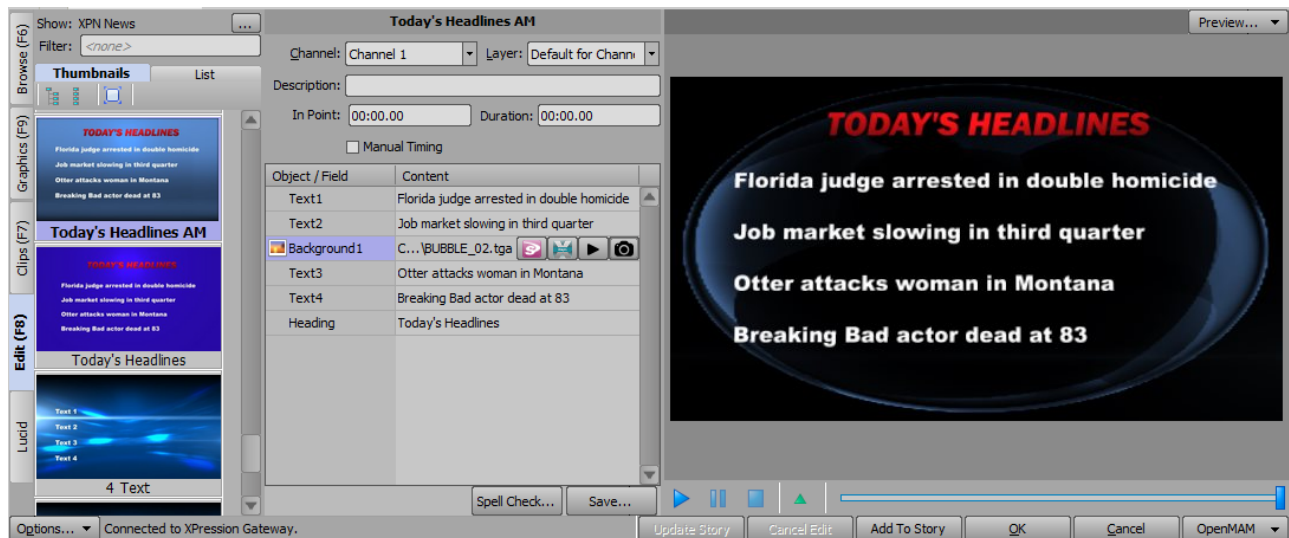 Show: XPN News
...
Filter: <none>
Thumbnails
List
Browse (F6)
Graphics (F9)
Clips (F7)
Edit (F8)
Lucid
TODAY'S HEADLINES
Florida judge arrested in double homicide
Job market slowing in third quarter
Otter attacks woman in Montana
Breaking Bad actor dead at 83
Today's Headlines AM
TODAY'S HEADLINES
Florida judge arrested in double homicide
Job market slowing in third quarter
Otter attacks woman in Montana
Breaking Bad actor dead at 83
Today's Headlines
Text 1
Text 2
Text 3
Text 4
4 Text
Today's Headlines AM
Channel: Channel 1 Layer: Default for Chann
Description:
In Point: 00:00.00 Duration: 00:00.00
Manual Timing
Object / Field Content
Text1 Florida judge arrested in double homicide
Text2 Job market slowing in third quarter
Background1 C...\BUBBLE_02.tga
Text3 Otter attacks woman in Montana
Text4 Breaking Bad actor dead at 83
Heading Today's Headlines
Spell Check... Save...
Preview...
TODAY'S HEADLINES
Florida judge arrested in double homicide
Job market slowing in third quarter
Otter attacks woman in Montana
Breaking Bad actor dead at 83
Options... Connected to XPression Gateway.
Update Story Cancel Edit Add To Story OK Cancel OpenMAM